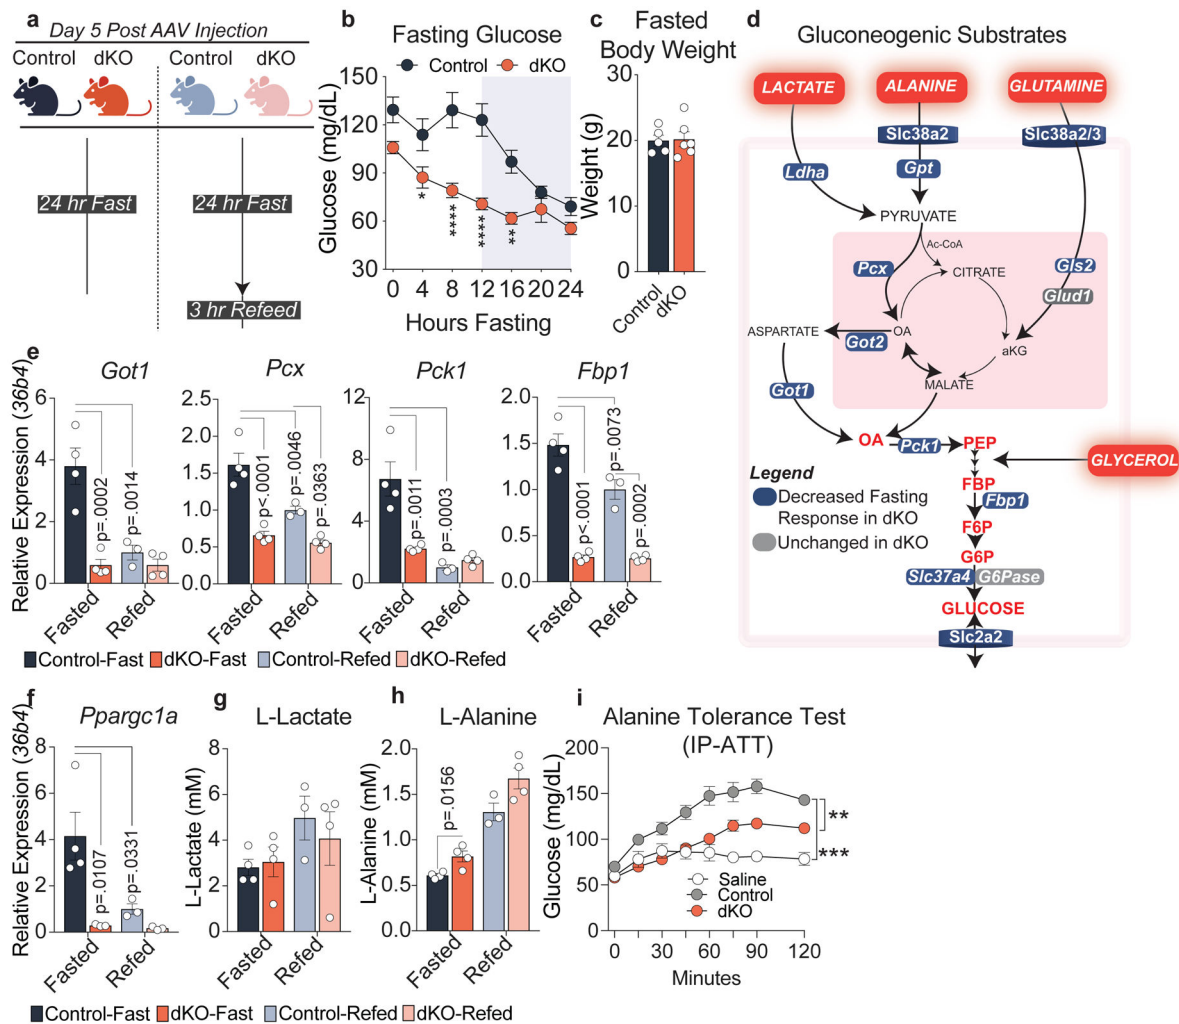 a
Day 5 Post AAV Injection
Control dKO Control dKO
24 hr Fast 24 hr Fast
3 hr Refeed
b
Fasting Glucose
Control dKO
Glucose (mg/dL)
150
120
90
60
30
* **** **** **
0 4 8 12 16 20 24
Hours Fasting
c
Fasted
Body Weight
Weight (g)
30
20
10
0
Control
dKO
d
Gluconeogenic Substrates
LACTATE ALANINE GLUTAMINE
Slc38a2 Slc38a2/3
Ldha Gpt
PYRUVATE
Ac-CoA
Pcx CITRATE Gls2
Glud1
ASPARTATE Got2 OA aKG
MALATE
Got1
OA Pck1 PEP
GLYCEROL
FBP
Fbp1
F6P
G6P
Slc37a4 G6Pase
GLUCOSE
Slc2a2
Legend
Decreased Fasting
Response in dKO
Unchanged in dKO
e
Relative Expression (36b4)
Got1
6
4
2
0
p=.0002
p=.0014
Fasted
Refed
Pcx
2.5
2.0
1.5
1.0
0.5
0.0
p<.0001
p=.0046
p=.0363
Fasted
Refed
Pck1
12
8
4
0
p=.0011
p=.0003
Fasted
Refed
Fbp1
2.0
1.5
1.0
0.5
0.0
p<.0001
p=.0073
p=.0002
Fasted
Refed
Control-Fast dKO-Fast Control-Refed dKO-Refed
f
Ppargc1a
Relative Expression (36b4)
8
6
4
2
0
p=.0107
p=.0331
Fasted
Refed
g
L-Lactate
L-Lactate (mM)
8
6
4
2
0
Fasted
Refed
h
L-Alanine
L-Alanine (mM)
2.0
1.5
1.0
0.5
0.0
p=.0156
Fasted
Refed
Control-Fast dKO-Fast Control-Refed dKO-Refed
i
Alanine Tolerance Test
(IP-ATT)
Glucose (mg/dL)
200
150
100
50
0
**
***
Saline
Control
dKO
0 30 60 90 120
Minutes